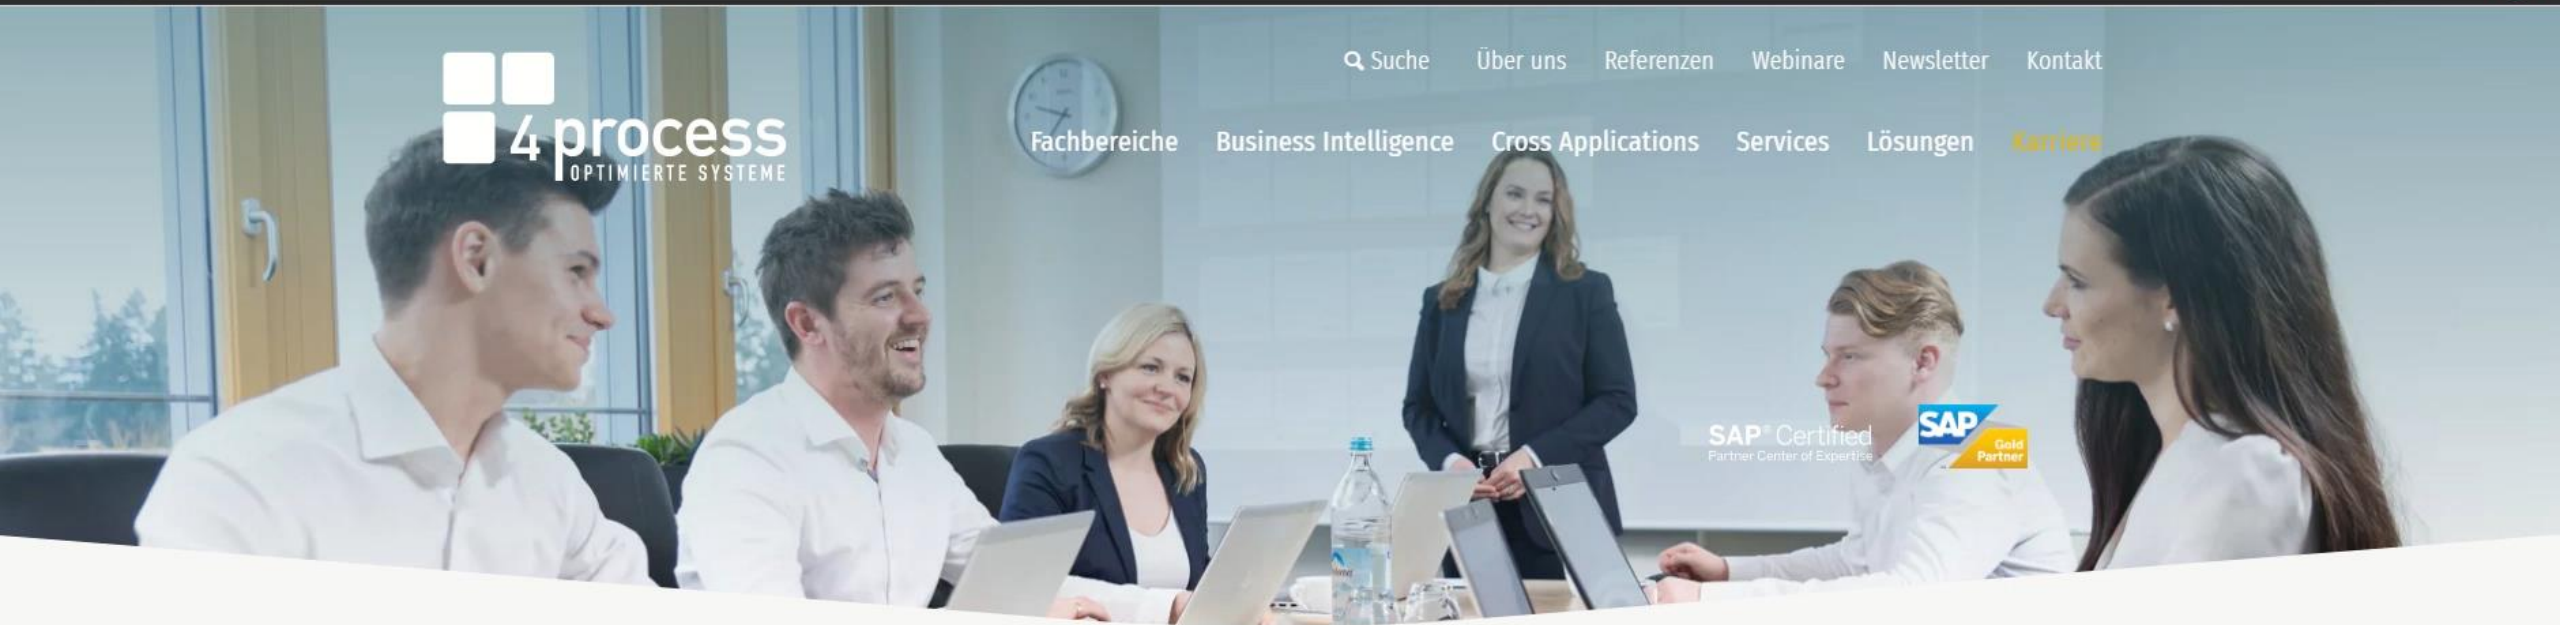 Suche Über uns Referenzen Webinare Newsletter Kontakt
4process
OPTIMIERTE SYSTEME
Fachbereiche Business Intelligence Cross Applications Services Lösungen Karriere
SAP® Certified
Partner Center of Expertise
SAP
Gold
Partner